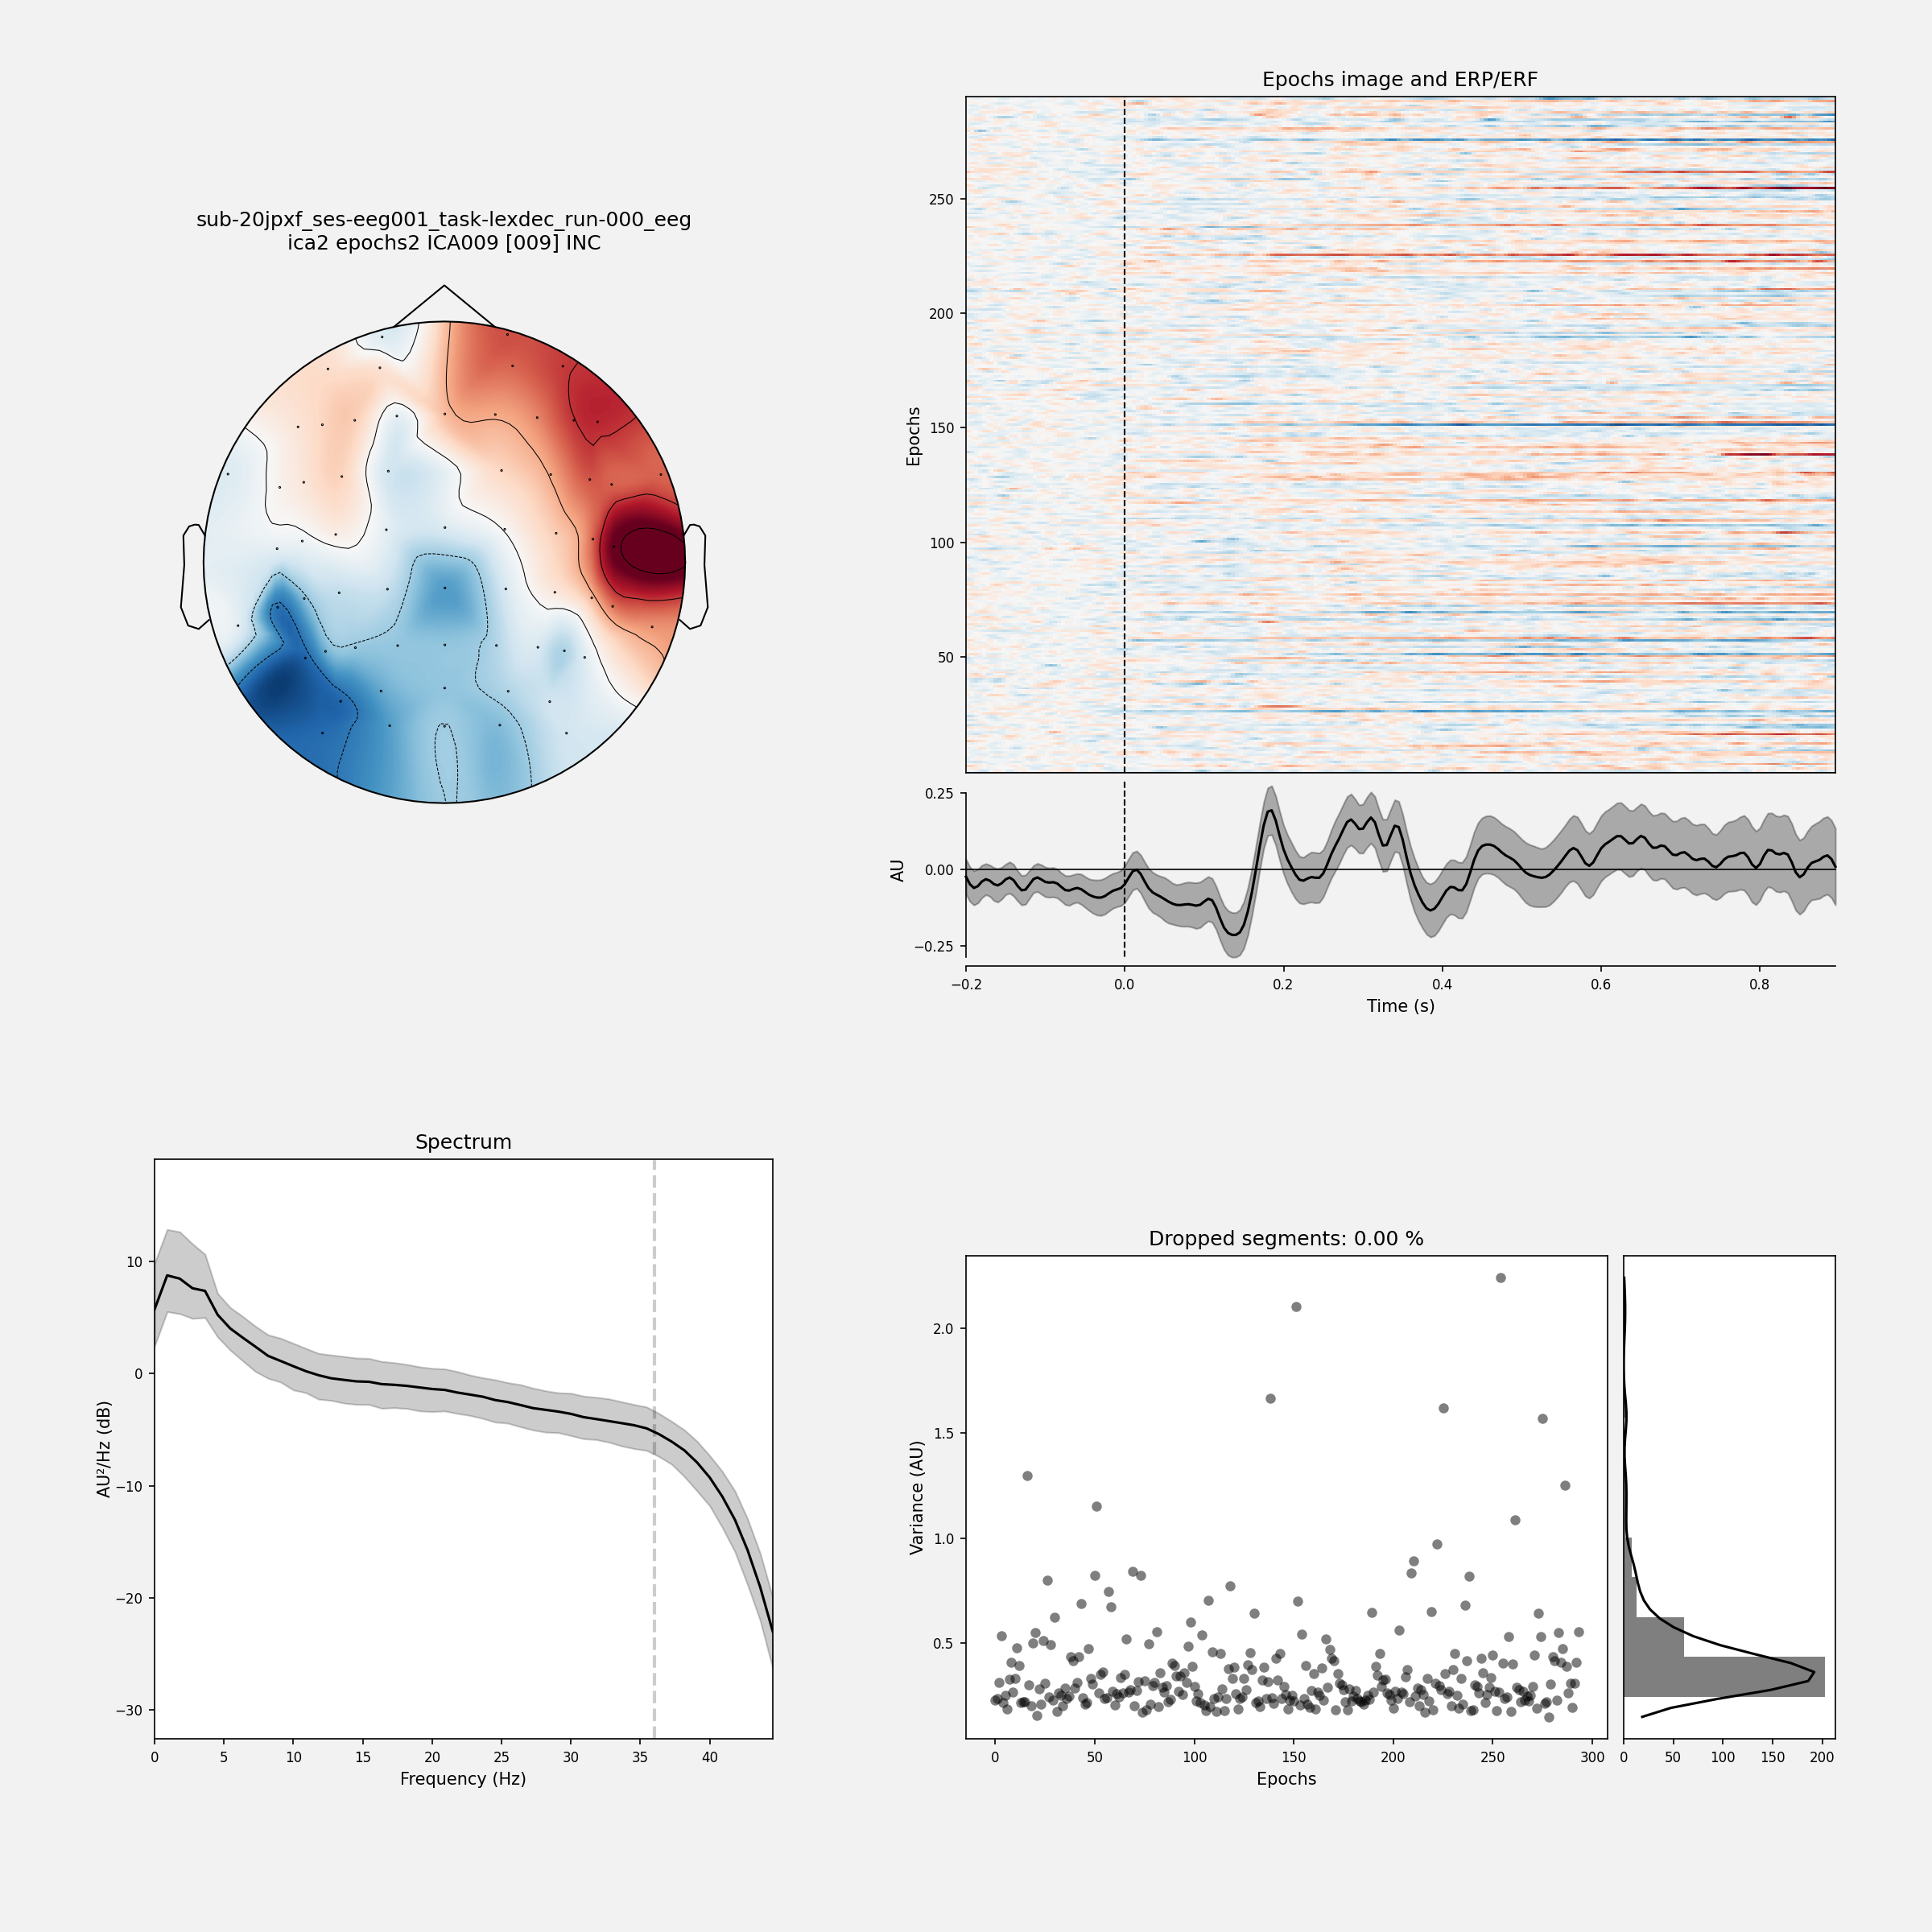 sub-20jpxf_ses-eeg001_task-lexdec_run-000_eeg
ica2 epochs2 ICA009 [009] INC
Epochs image and ERP/ERF
Epochs
250
200
150
100
50
AU
0.25
0.00
−0.25
−0.2 0.0 0.2 0.4 0.6 0.8
Time (s)
Spectrum
AU²/Hz (dB)
10
0
−10
−20
−30
0 5 10 15 20 25 30 35 40
Frequency (Hz)
Dropped segments: 0.00 %
Variance (AU)
2.0
1.5
1.0
0.5
0 50 100 150 200 250 300
Epochs
0 50 100 150 200